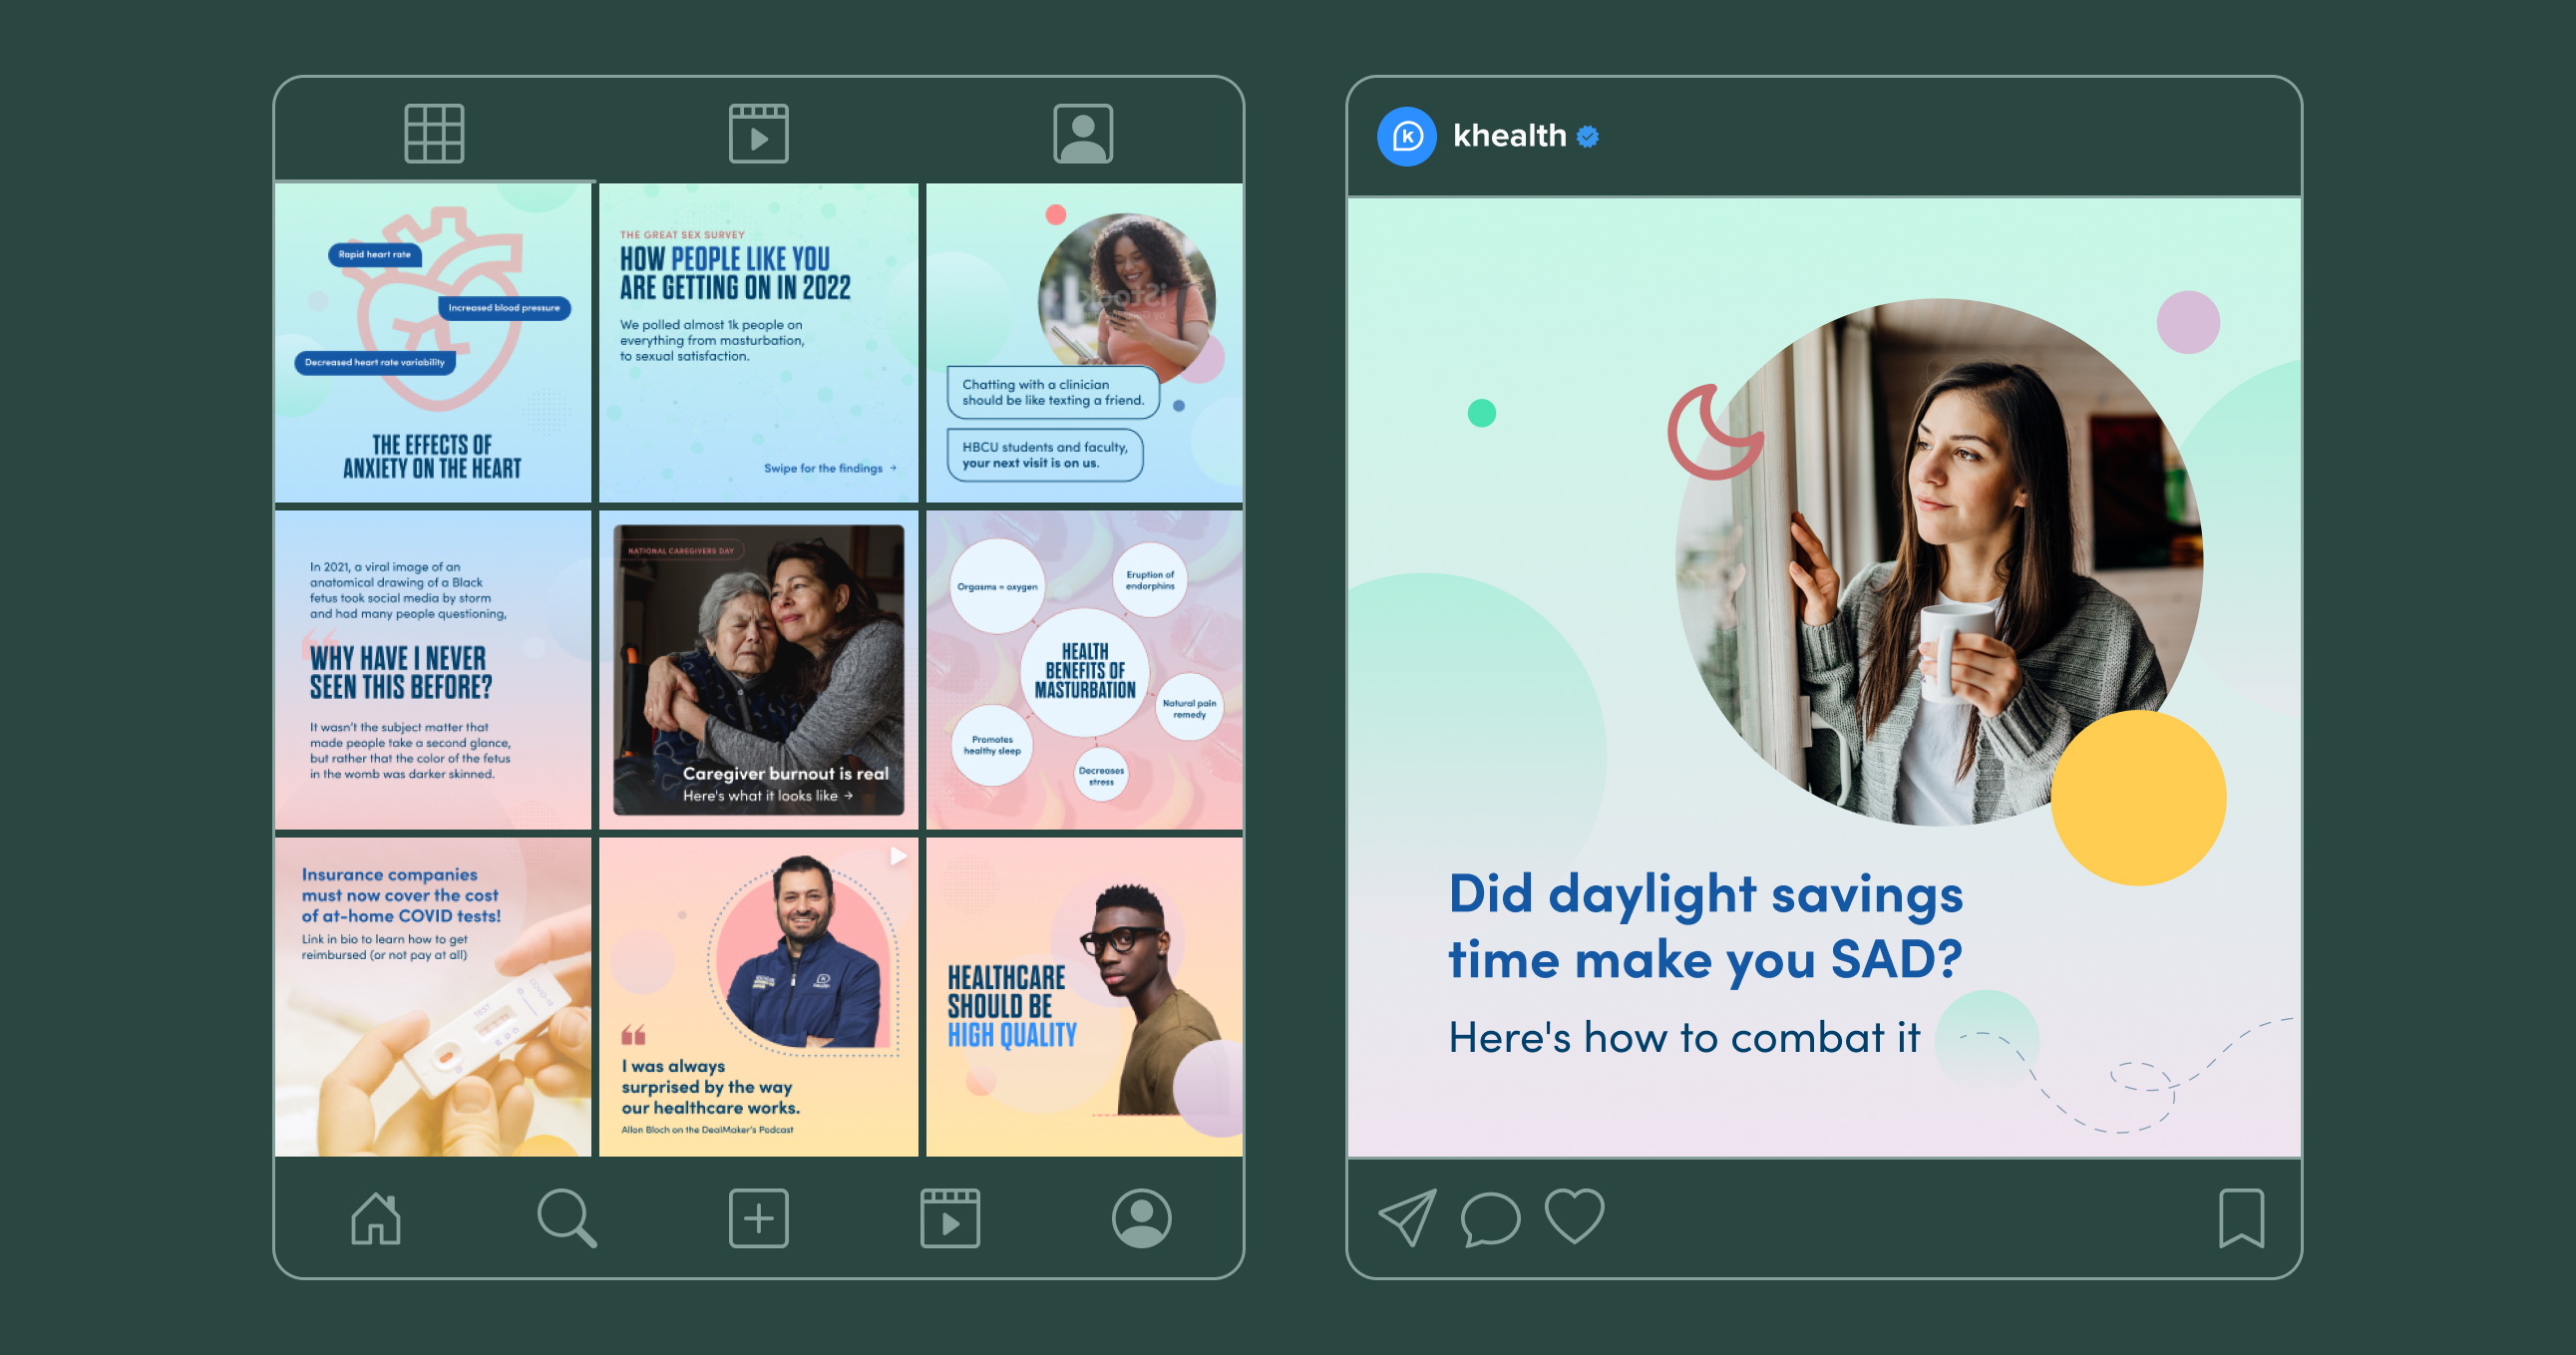 Rapid heart rate
Increased blood pressure
Decreased heart rate variability
THE EFFECTS OF
ANXIETY ON THE HEART
THE GREAT SEX SURVEY
HOW PEOPLE LIKE YOU
ARE GETTING ON IN 2022
We polled almost 1k people on
everything from masturbation,
to sexual satisfaction.
Swipe for the findings →
iStock
Chatting with a clinician
should be like texting a friend.
HBCU students and faculty,
your next visit is on us.
In 2021, a viral image of an
anatomical drawing of a Black
fetus took social media by storm
and had many people questioning,
“
WHY HAVE I NEVER
SEEN THIS BEFORE?
It wasn't the subject matter that
made people take a second glance,
but rather that the color of the fetus
in the womb was darker skinned.
NATIONAL CAREGIVERS DAY
Caregiver burnout is real
Here's what it looks like →
Orgasms = oxygen
Eruption of
endorphins
HEALTH
BENEFITS OF
MASTURBATION
Natural pain
remedy
Promotes
healthy sleep
Decreases
stress
Insurance companies
must now cover the cost
of at-home COVID tests!
Link in bio to learn how to get
reimbursed (or not pay at all)
COVID-19
TEST
“
I was always
surprised by the way
our healthcare works.
Allon Bloch on the DealMaker's Podcast
HEALTHCARE
SHOULD BE
HIGH QUALITY
k
khealth
Did daylight savings
time make you SAD?
Here's how to combat it